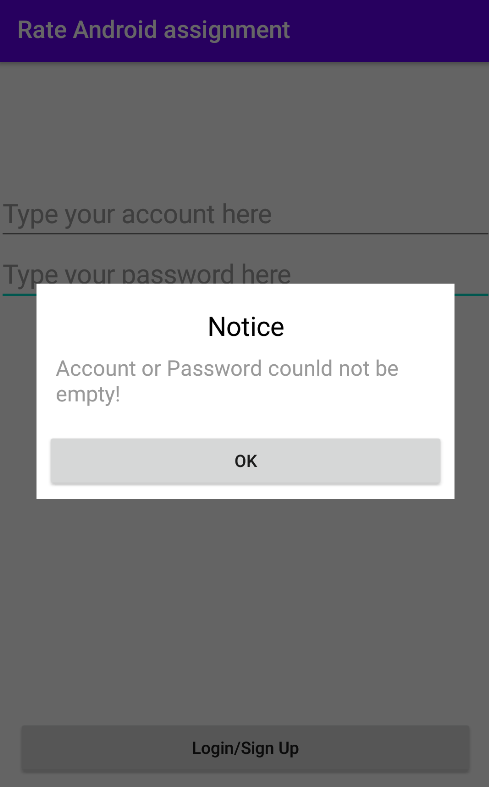 Rate Android assignment
Type your account here
Type your password here
Notice
Account or Password counld not be
empty!
OK
Login/Sign Up